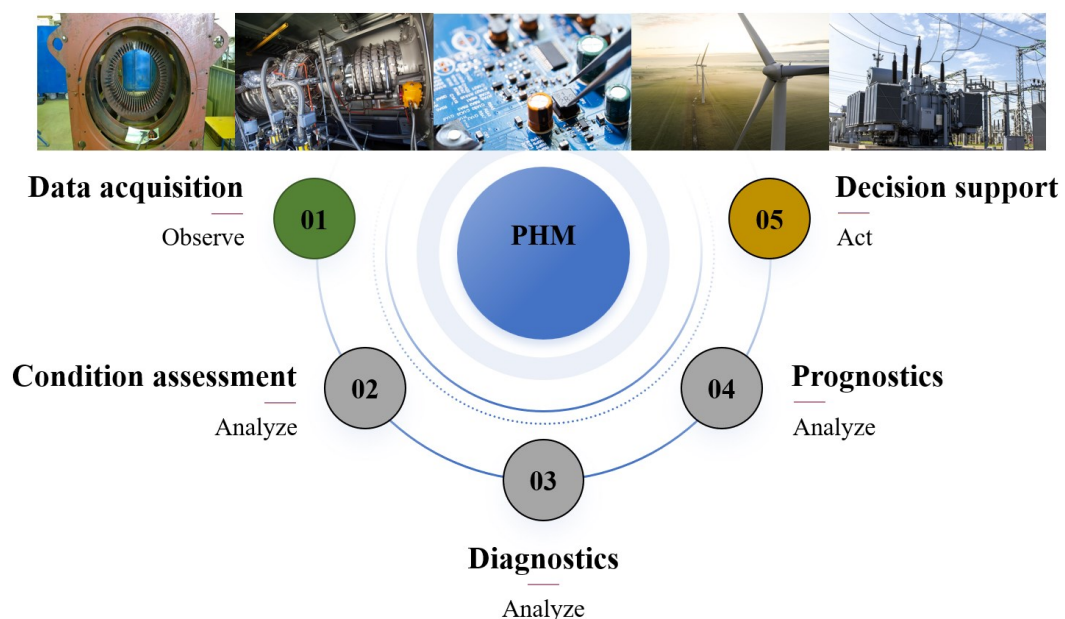 Data acquisition
Observe
01
PHM
05
Decision support
Act
Condition assessment
Analyze
02
04
Prognostics
Analyze
03
Diagnostics
Analyze